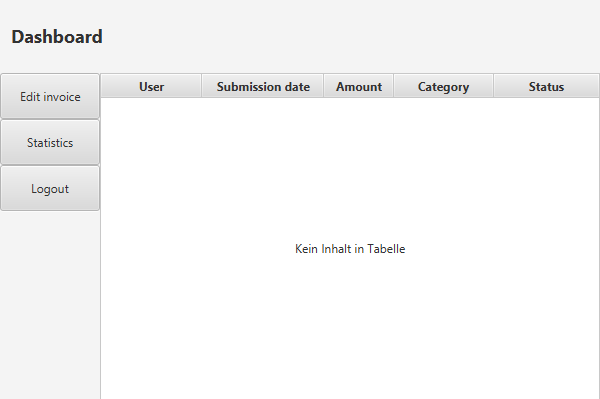 Dashboard
User Submission date Amount Category Status
Edit invoice
Statistics
Logout
Kein Inhalt in Tabelle